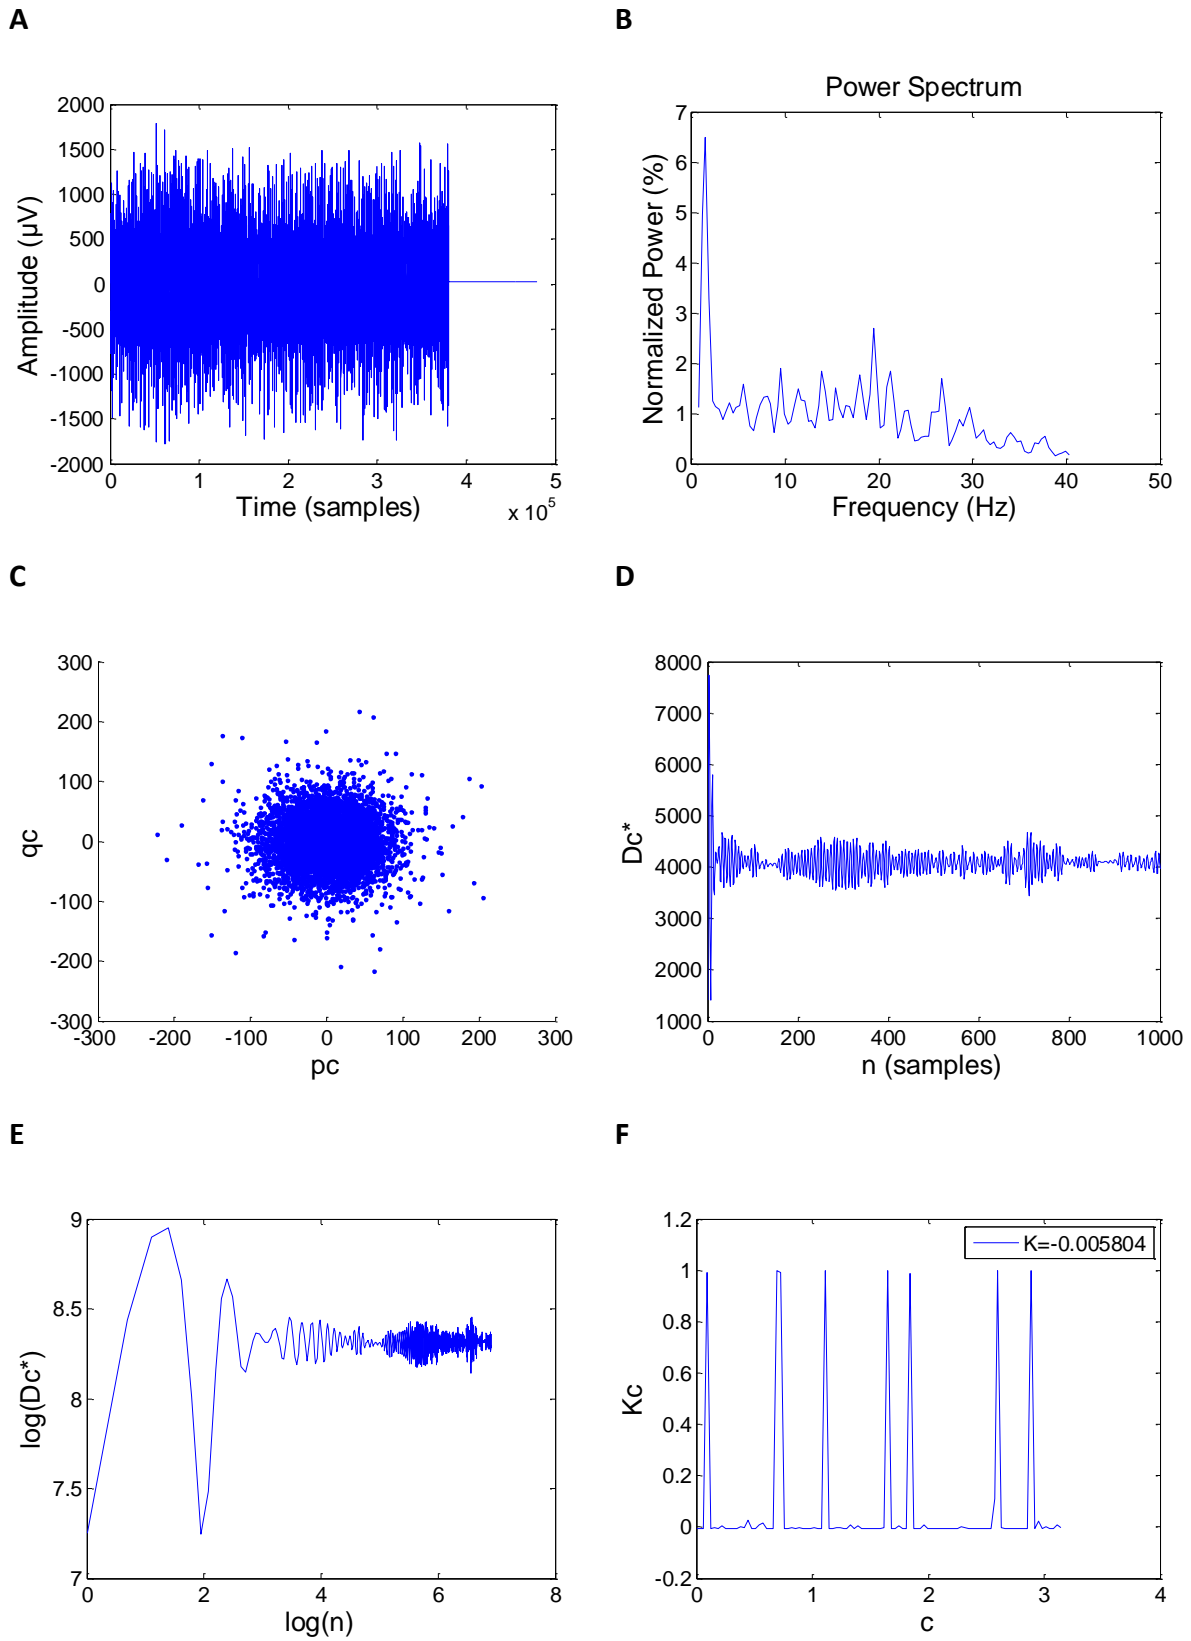 A
2000
1500
1000
500
0
-500
-1000
-1500
-2000
Amplitude (µV)
0 1 2 3 4 5
Time (samples)
x 10^5
B
Power Spectrum
7
6
5
4
3
2
1
0
Normalized Power (%)
0 10 20 30 40 50
Frequency (Hz)
C
300
200
100
0
-100
-200
-300
qc
-300 -200 -100 0 100 200 300
pc
D
8000
7000
6000
5000
4000
3000
2000
1000
Dc*
0 200 400 600 800 1000
n (samples)
E
9
8.5
8
7.5
7
log(Dc*)
0 2 4 6 8
log(n)
F
1.2
1
0.8
0.6
0.4
0.2
0
-0.2
Kc
K=-0.005804
0 1 2 3 4
c